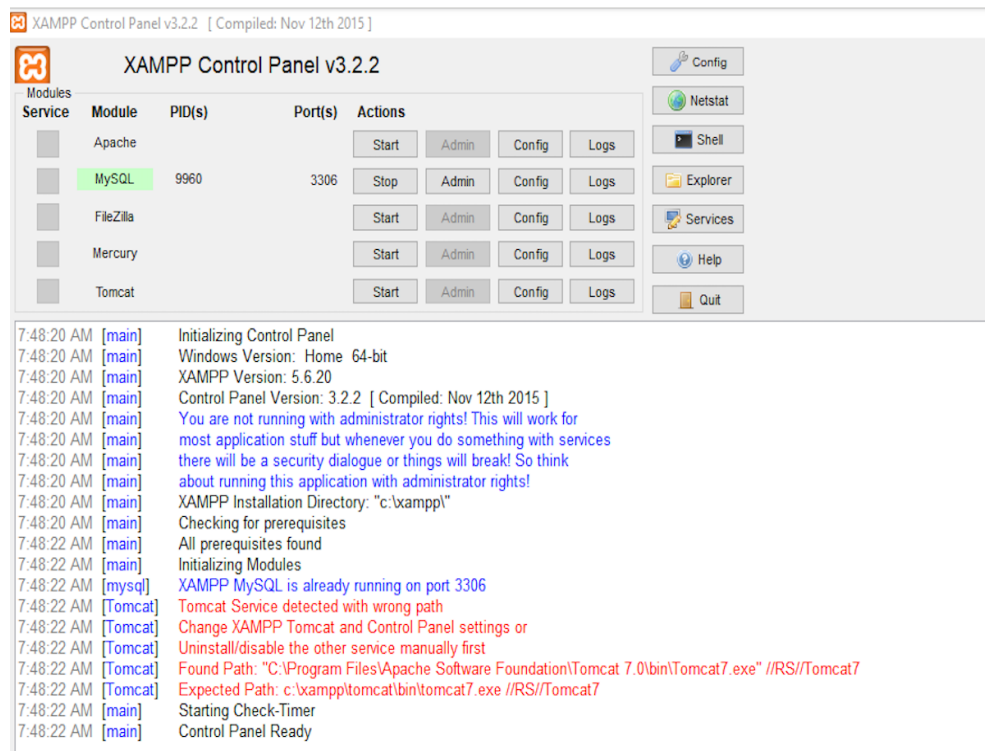 XAMPP Control Panel v3.2.2 [ Compiled: Nov 12th 2015 ]
XAMPP Control Panel v3.2.2
Config
Modules
Service Module PID(s) Port(s) Actions
Netstat
Apache Start Admin Config Logs
Shell
MySQL 9960 3306 Stop Admin Config Logs
Explorer
FileZilla Start Admin Config Logs
Services
Mercury Start Admin Config Logs
Help
Tomcat Start Admin Config Logs
Quit
7:48:20 AM [main] Initializing Control Panel
7:48:20 AM [main] Windows Version: Home 64-bit
7:48:20 AM [main] XAMPP Version: 5.6.20
7:48:20 AM [main] Control Panel Version: 3.2.2 [ Compiled: Nov 12th 2015 ]
7:48:20 AM [main] You are not running with administrator rights! This will work for
7:48:20 AM [main] most application stuff but whenever you do something with services
7:48:20 AM [main] there will be a security dialogue or things will break! So think
7:48:20 AM [main] about running this application with administrator rights!
7:48:20 AM [main] XAMPP Installation Directory: "c:\xampp\"
7:48:20 AM [main] Checking for prerequisites
7:48:22 AM [main] All prerequisites found
7:48:22 AM [main] Initializing Modules
7:48:22 AM [mysql] XAMPP MySQL is already running on port 3306
7:48:22 AM [Tomcat] Tomcat Service detected with wrong path
7:48:22 AM [Tomcat] Change XAMPP Tomcat and Control Panel settings or
7:48:22 AM [Tomcat] Uninstall/disable the other service manually first
7:48:22 AM [Tomcat] Found Path: "C:\Program Files\Apache Software Foundation\Tomcat 7.0\bin\Tomcat7.exe" //RS//Tomcat7
7:48:22 AM [Tomcat] Expected Path: c:\xampp\tomcat\bin\tomcat7.exe //RS//Tomcat7
7:48:22 AM [main] Starting Check-Timer
7:48:22 AM [main] Control Panel Ready